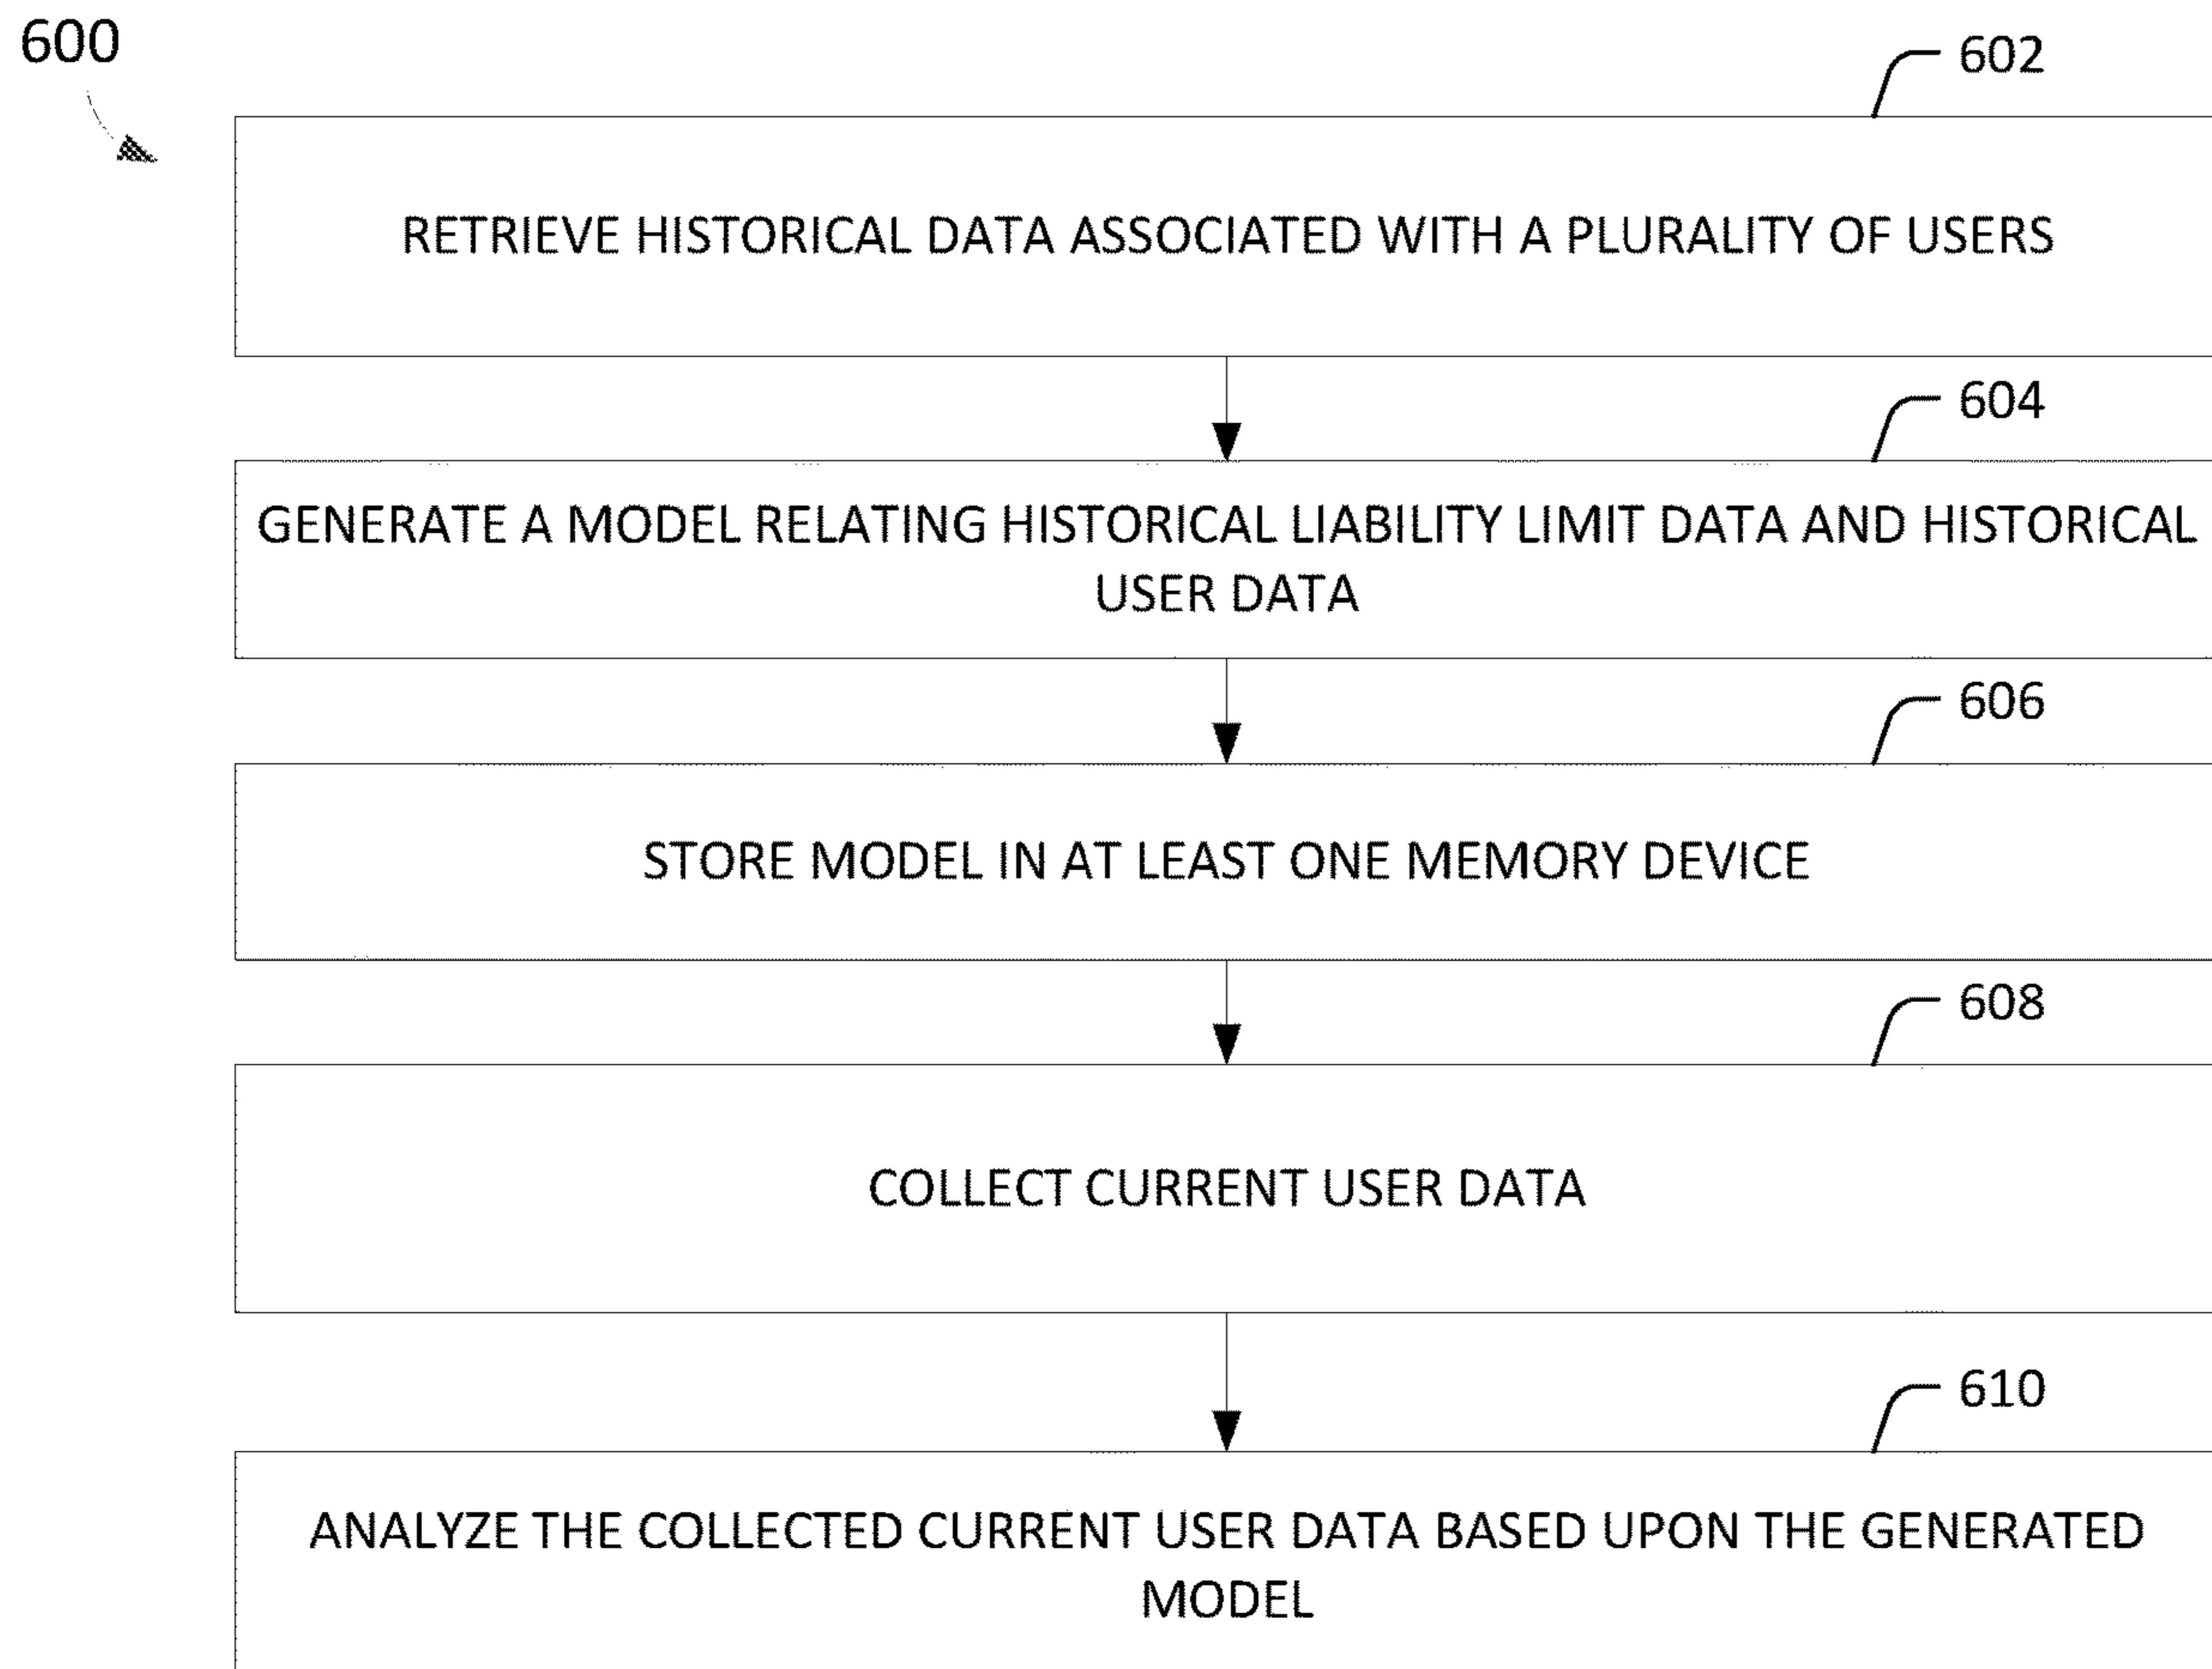 600
602
RETRIEVE HISTORICAL DATA ASSOCIATED WITH A PLURALITY OF USERS
604
GENERATE A MODEL RELATING HISTORICAL LIABILITY LIMIT DATA AND HISTORICAL
USER DATA
606
STORE MODEL IN AT LEAST ONE MEMORY DEVICE
608
COLLECT CURRENT USER DATA
610
ANALYZE THE COLLECTED CURRENT USER DATA BASED UPON THE GENERATED
MODEL